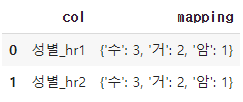 col mapping
0 성별_hr1 {'수': 3, '거': 2, '암': 1}
1 성별_hr2 {'수': 3, '거': 2, '암': 1}